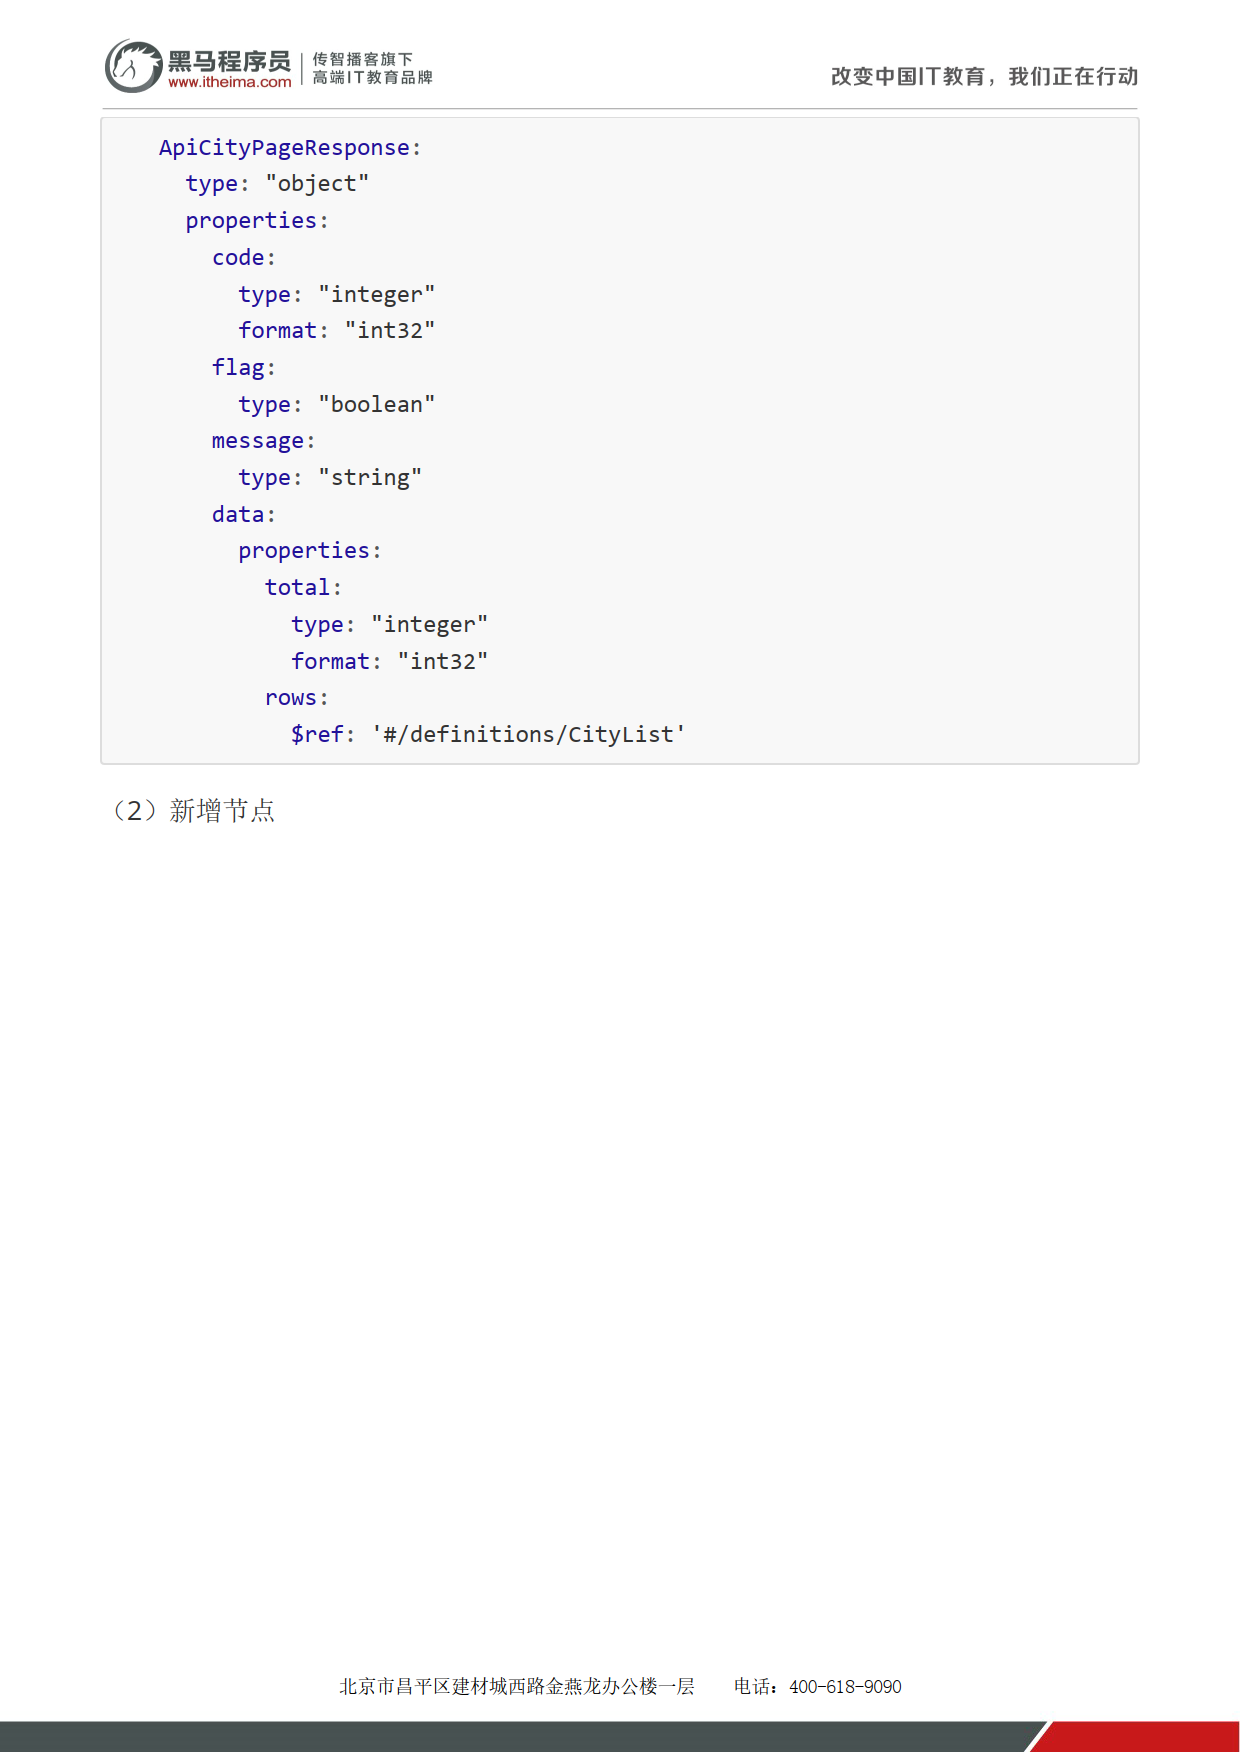 黑马程序员
www.itheima.com
传智播客旗下
高端IT教育品牌
改变中国IT教育，我们正在行动
ApiCityPageResponse:
  type: "object"
  properties:
    code:
      type: "integer"
      format: "int32"
    flag:
      type: "boolean"
    message:
      type: "string"
    data:
      properties:
        total:
          type: "integer"
          format: "int32"
        rows:
          $ref: '#/definitions/CityList'
（2）新增节点
北京市昌平区建材城西路金燕龙办公楼一层 电话：400-618-9090